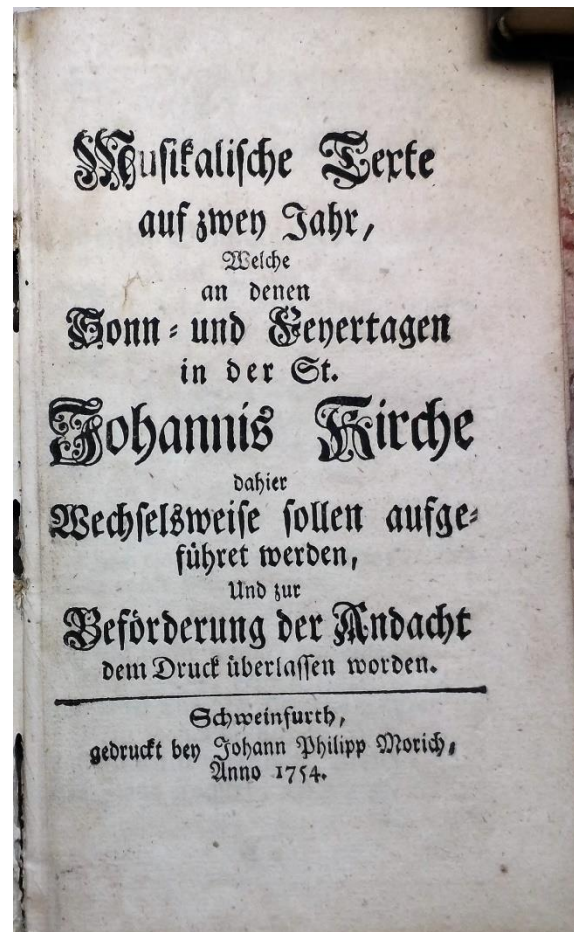 Musikalische Texte
auf zwey Jahr,
Welche
an denen
Sonn- und Feyertagen
in der St.
Johannis Kirche
dahier
Wechselsweise sollen aufge-
führet werden,
Und zur
Beförderung der Andacht
dem Druck überlassen worden.
Schweinfurth,
gedruckt bey Johann Philipp Morich,
Anno 1754.